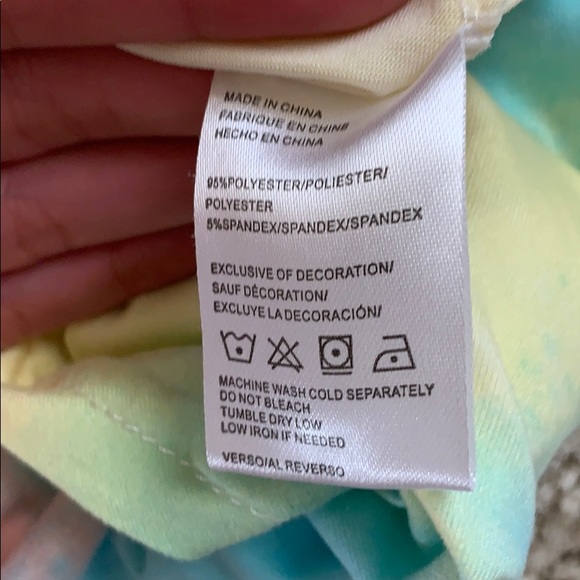 MADE IN CHINA
FABRIQUE EN CHINE
HECHO EN CHINA
95%POLYESTER/POLIESTER/
POLYESTER
5%SPANDEX/SPANDEX/SPANDEX
EXCLUSIVE OF DECORATION/
SAUF DÉCORATION/
EXCLUYE LA DECORACIÓN/
MACHINE WASH COLD SEPARATELY
DO NOT BLEACH
TUMBLE DRY LOW
LOW IRON IF NEEDED
VERSO/AL REVERSO